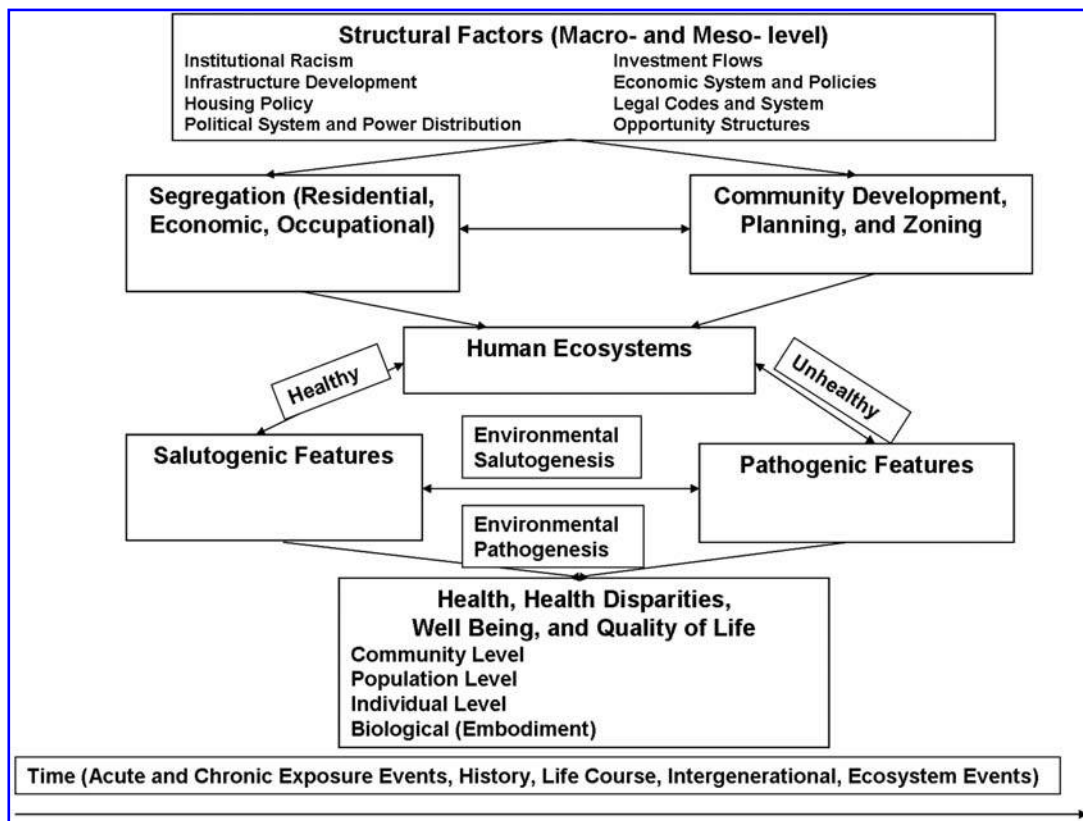 Structural Factors (Macro- and Meso- level)
Institutional Racism
Infrastructure Development
Housing Policy
Political System and Power Distribution
Investment Flows
Economic System and Policies
Legal Codes and System
Opportunity Structures
Segregation (Residential,
Economic, Occupational)
Community Development,
Planning, and Zoning
Human Ecosystems
Healthy
Unhealthy
Salutogenic Features
Environmental
Salutogenesis
Pathogenic Features
Environmental
Pathogenesis
Health, Health Disparities,
Well Being, and Quality of Life
Community Level
Population Level
Individual Level
Biological (Embodiment)
Time (Acute and Chronic Exposure Events, History, Life Course, Intergenerational, Ecosystem Events)